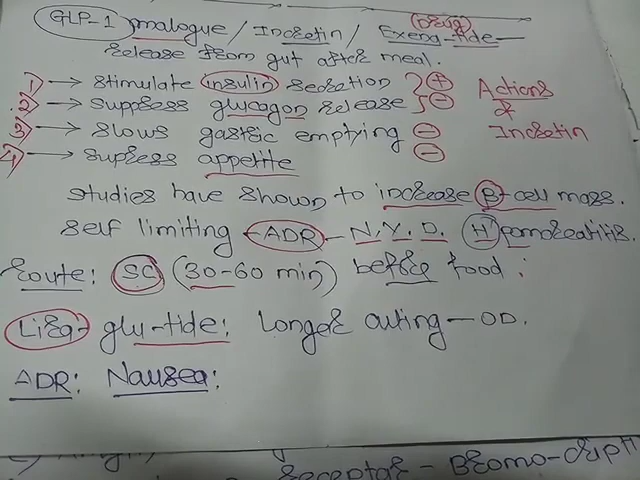 (Drug)
GLP-1 analogue / Incretin / Exena-tide
release from gut after meal.
1) → stimulate insulin secretion } (+) Actions
2) → suppress glucagon release } (-) of
3) → slows gastric emptying (-) Incretin
4) → supress appetite (-)
studies have shown to increase β-cell mass.
self limiting - ADR - N.V.D. (H)
Route: SC (30-60 min) before food :
Lira-glu-tide: Longer acting - OD.
ADR: Nausea:
Receptor - Bromo-cript